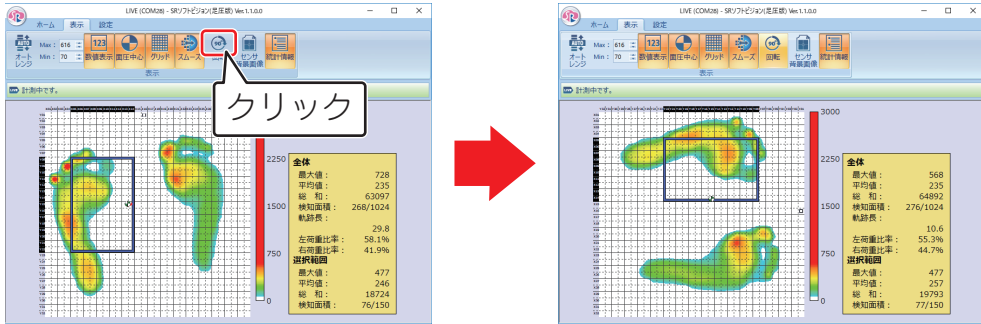 LIVE (COM28) - SRソフトビジョン(足圧版) Ver.1.1.0.0
ホーム 表示 設定
オートレンジ
Max : 616
Min : 70
123
数値表示 面圧中心 グリッド スムーズ
90°
センサ背景画像 統計情報
表示
クリック
計測中です。
2250
1500
750
0
全体
最大値 : 728
平均値 : 235
総 和 : 63097
検知面積 : 268/1024
軌跡長 :
29.8
左荷重比率 : 58.1%
右荷重比率 : 41.9%
選択範囲
最大値 : 477
平均値 : 246
総 和 : 18724
検知面積 : 76/150
LIVE (COM28) - SRソフトビジョン(足圧版) Ver.1.1.0.0
ホーム 表示 設定
オートレンジ
Max : 616
Min : 70
123
数値表示 面圧中心 グリッド スムーズ
90°
回転
センサ背景画像 統計情報
表示
計測中です。
3000
2250
1500
750
0
全体
最大値 : 568
平均値 : 235
総 和 : 64892
検知面積 : 276/1024
軌跡長 :
10.6
左荷重比率 : 55.3%
右荷重比率 : 44.7%
選択範囲
最大値 : 477
平均値 : 257
総 和 : 19793
検知面積 : 77/150